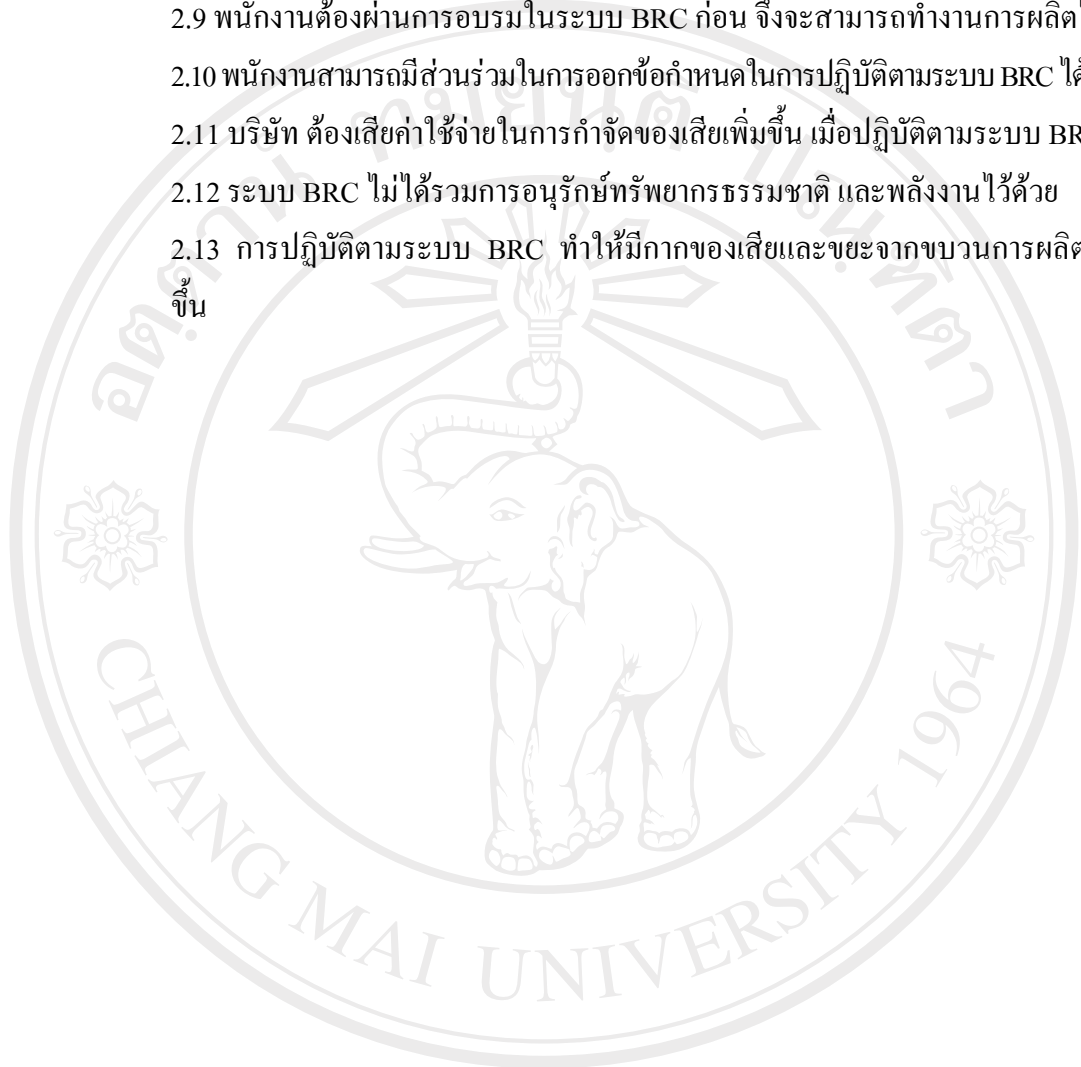 2.9 พนักงานต้องผ่านการอบรมในระบบ BRC ก่อน จึงจะสามารถทำงานการผลิต
2.10 พนักงานสามารถมีส่วนร่วมในการออกข้อกำหนดในการปฏิบัติตามระบบ BRC ได้
2.11 บริษัท ต้องเสียค่าใช้จ่ายในการกำจัดของเสียเพิ่มขึ้น เมื่อปฏิบัติตามระบบ
2.12 ระบบ BRC ไม่ได้รวมการอนุรักษ์ทรัพยากรธรรมชาติ และพลังงานไว้ด้วย
2.13 การปฏิบัติตามระบบ BRC ทำให้มีกากของเสียและขยะจากขบวนการผลิต
ขึ้น
CHIANG MAI UNIVERSITY 1964